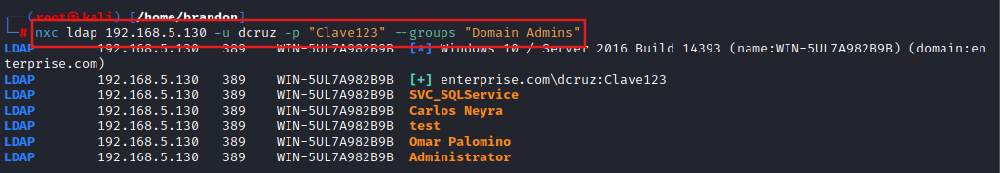 ┌──(root㉿kali)-[/home/brandon]
└─# nxc ldap 192.168.5.130 -u dcruz -p "Clave123" --groups "Domain Admins"
LDAP 192.168.5.130 389 WIN-5UL7A982B9B [*] Windows 10 / Server 2016 Build 14393 (name:WIN-5UL7A982B9B) (domain:en
terprise.com)
LDAP 192.168.5.130 389 WIN-5UL7A982B9B [+] enterprise.com\dcruz:Clave123
LDAP 192.168.5.130 389 WIN-5UL7A982B9B SVC_SQLService
LDAP 192.168.5.130 389 WIN-5UL7A982B9B Carlos Neyra
LDAP 192.168.5.130 389 WIN-5UL7A982B9B test
LDAP 192.168.5.130 389 WIN-5UL7A982B9B Omar Palomino
LDAP 192.168.5.130 389 WIN-5UL7A982B9B Administrator